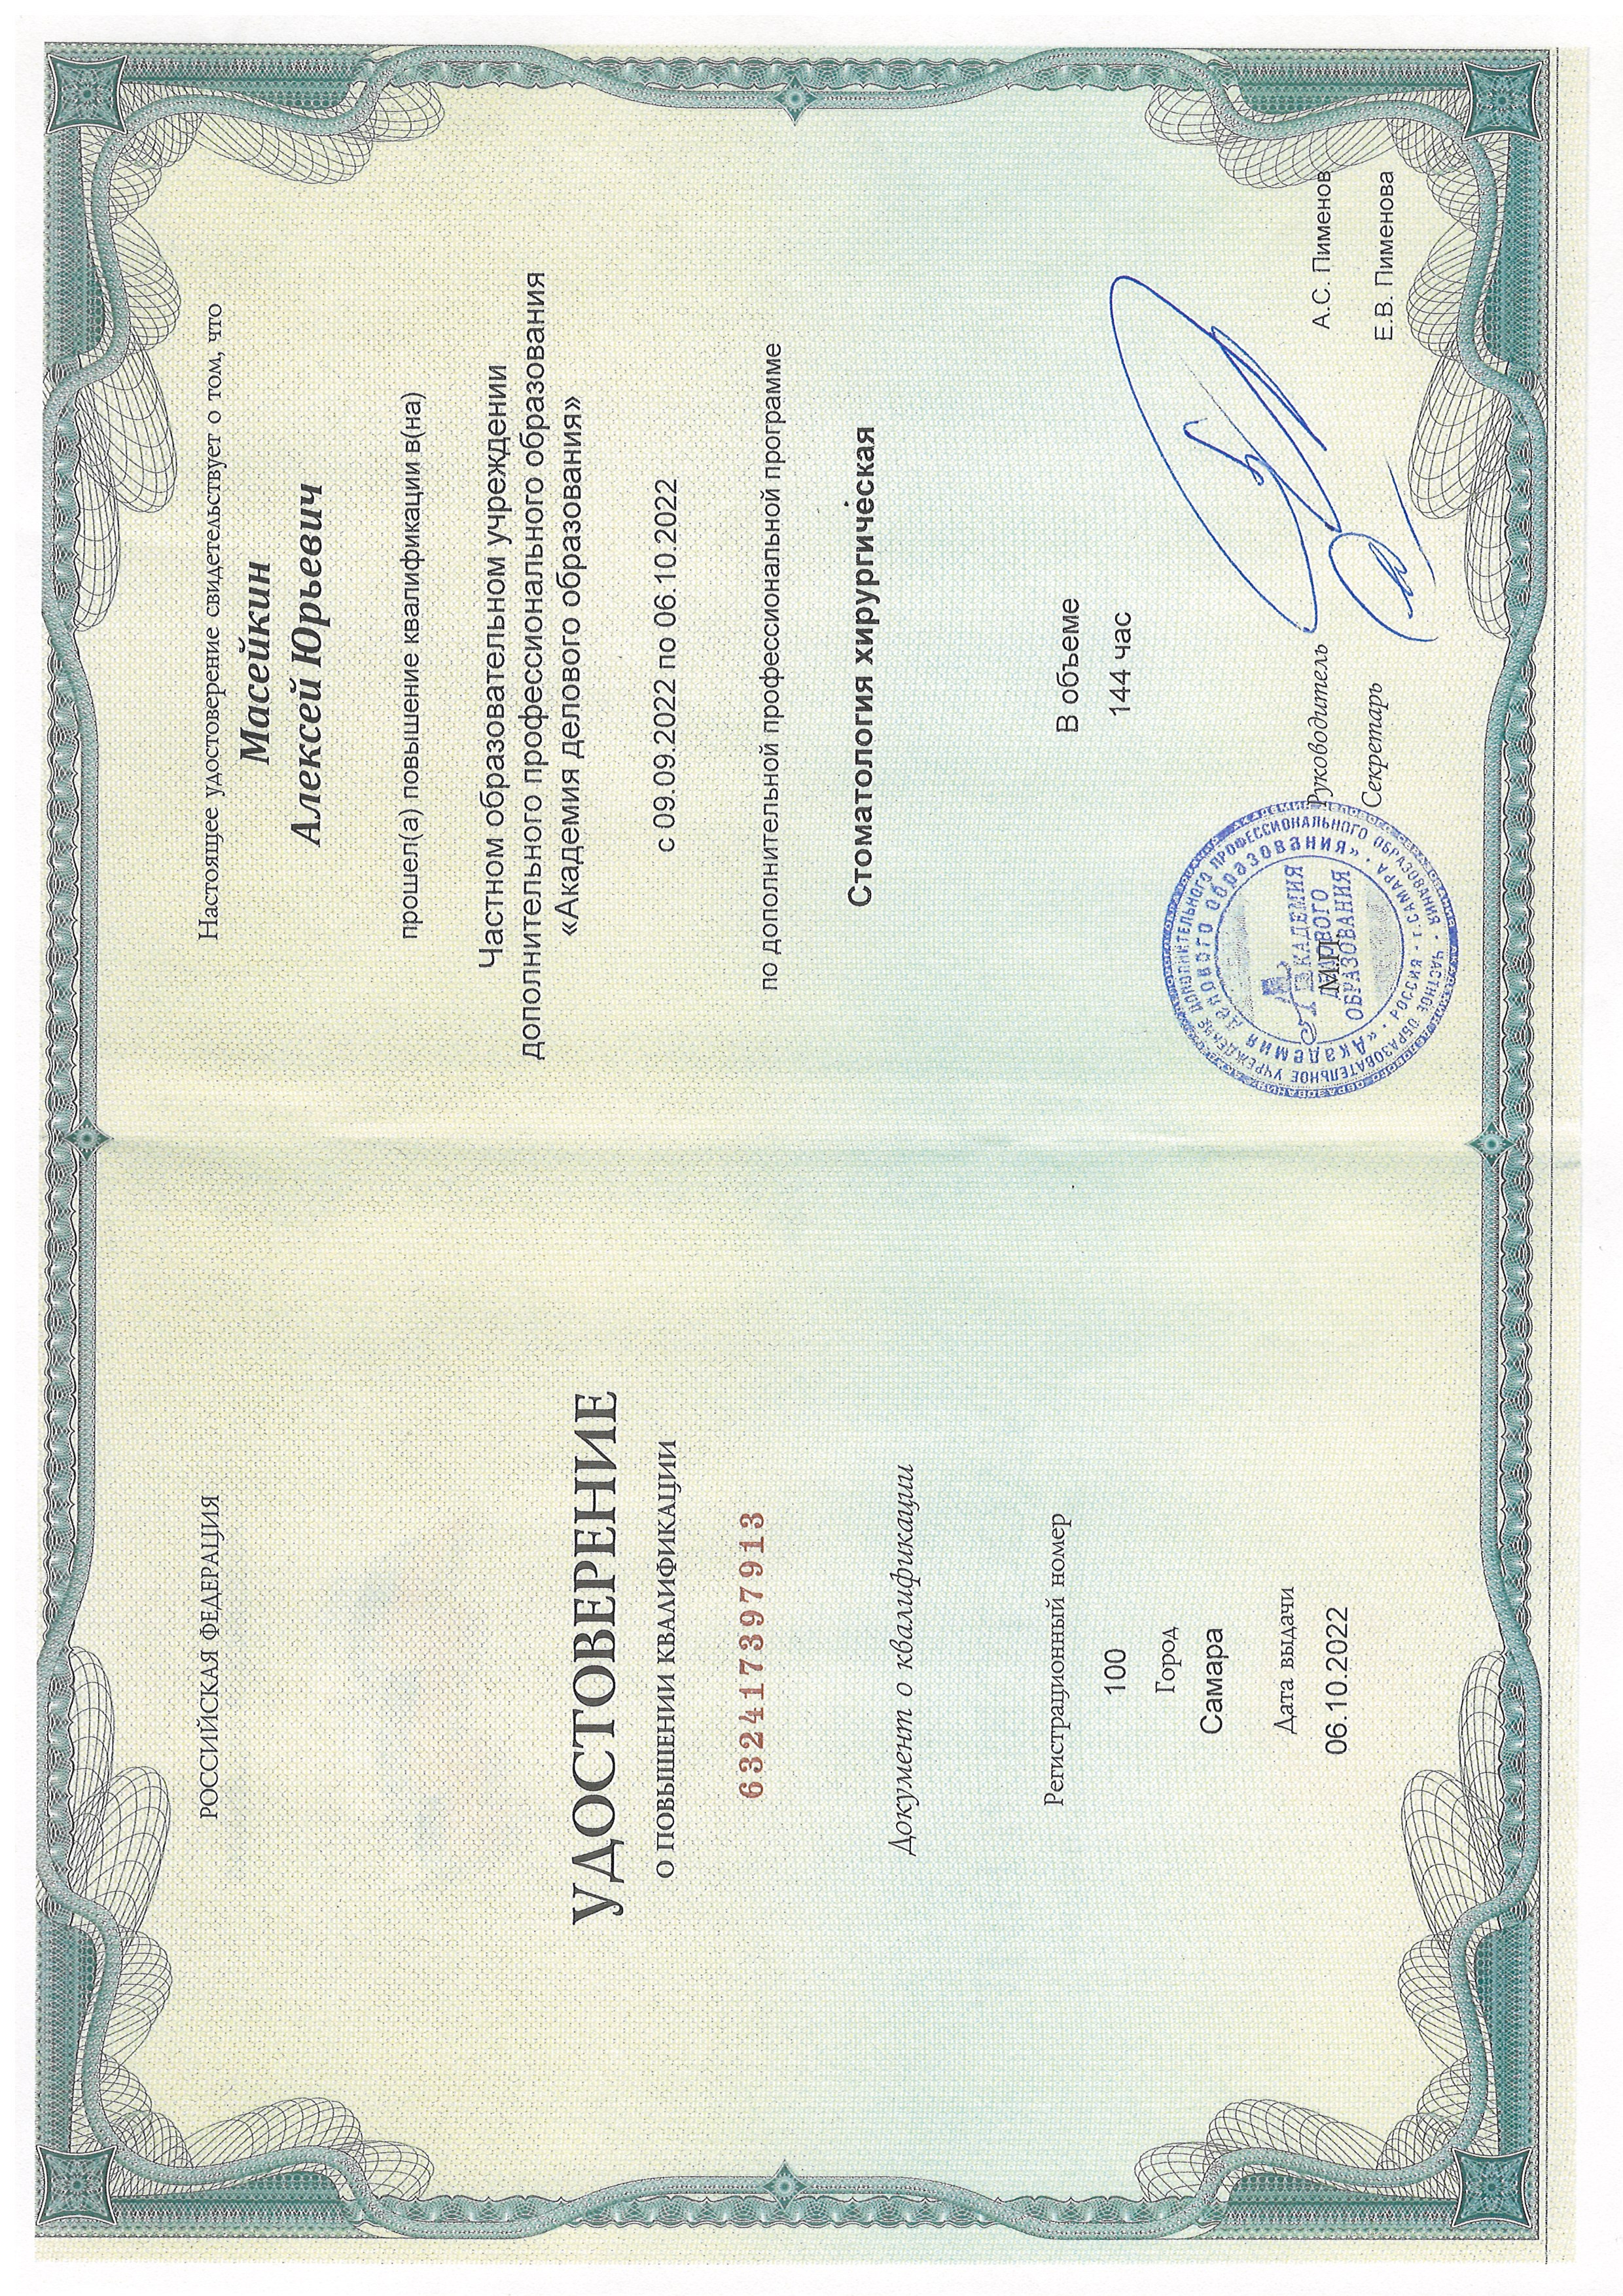 РОССИЙСКАЯ ФЕДЕРАЦИЯ
УДОСТОВЕРЕНИЕ
О ПОВЫШЕНИИ КВАЛИФИКАЦИИ
632417397913
Документ о квалификации
Регистрационный номер
100
Город
Самара
Дата выдачи
06.10.2022
Настоящее удостоверение свидетельствует о том, что
Масейкин
Алексей Юрьевич
прошел(а) повышение квалификации в(на)
Частном образовательном учреждении
дополнительного профессионального образования
«Академия делового образования»
с 09.09.2022 по 06.10.2022
по дополнительной профессиональной программе
Стоматология хирургическая
В объеме
144 час
Руководитель
А.С. Пименов
Секретарь
Е.В. Пименова
М.П.
ЧАСТНОЕ ОБРАЗОВАТЕЛЬНОЕ УЧРЕЖДЕНИЕ ДОПОЛНИТЕЛЬНОГО ПРОФЕССИОНАЛЬНОГО ОБРАЗОВАНИЯ
«Академия делового образования»
РОССИЯ · Г. САМАРА
АКАДЕМИЯ
ДЕЛОВОГО
ОБРАЗОВАНИЯ